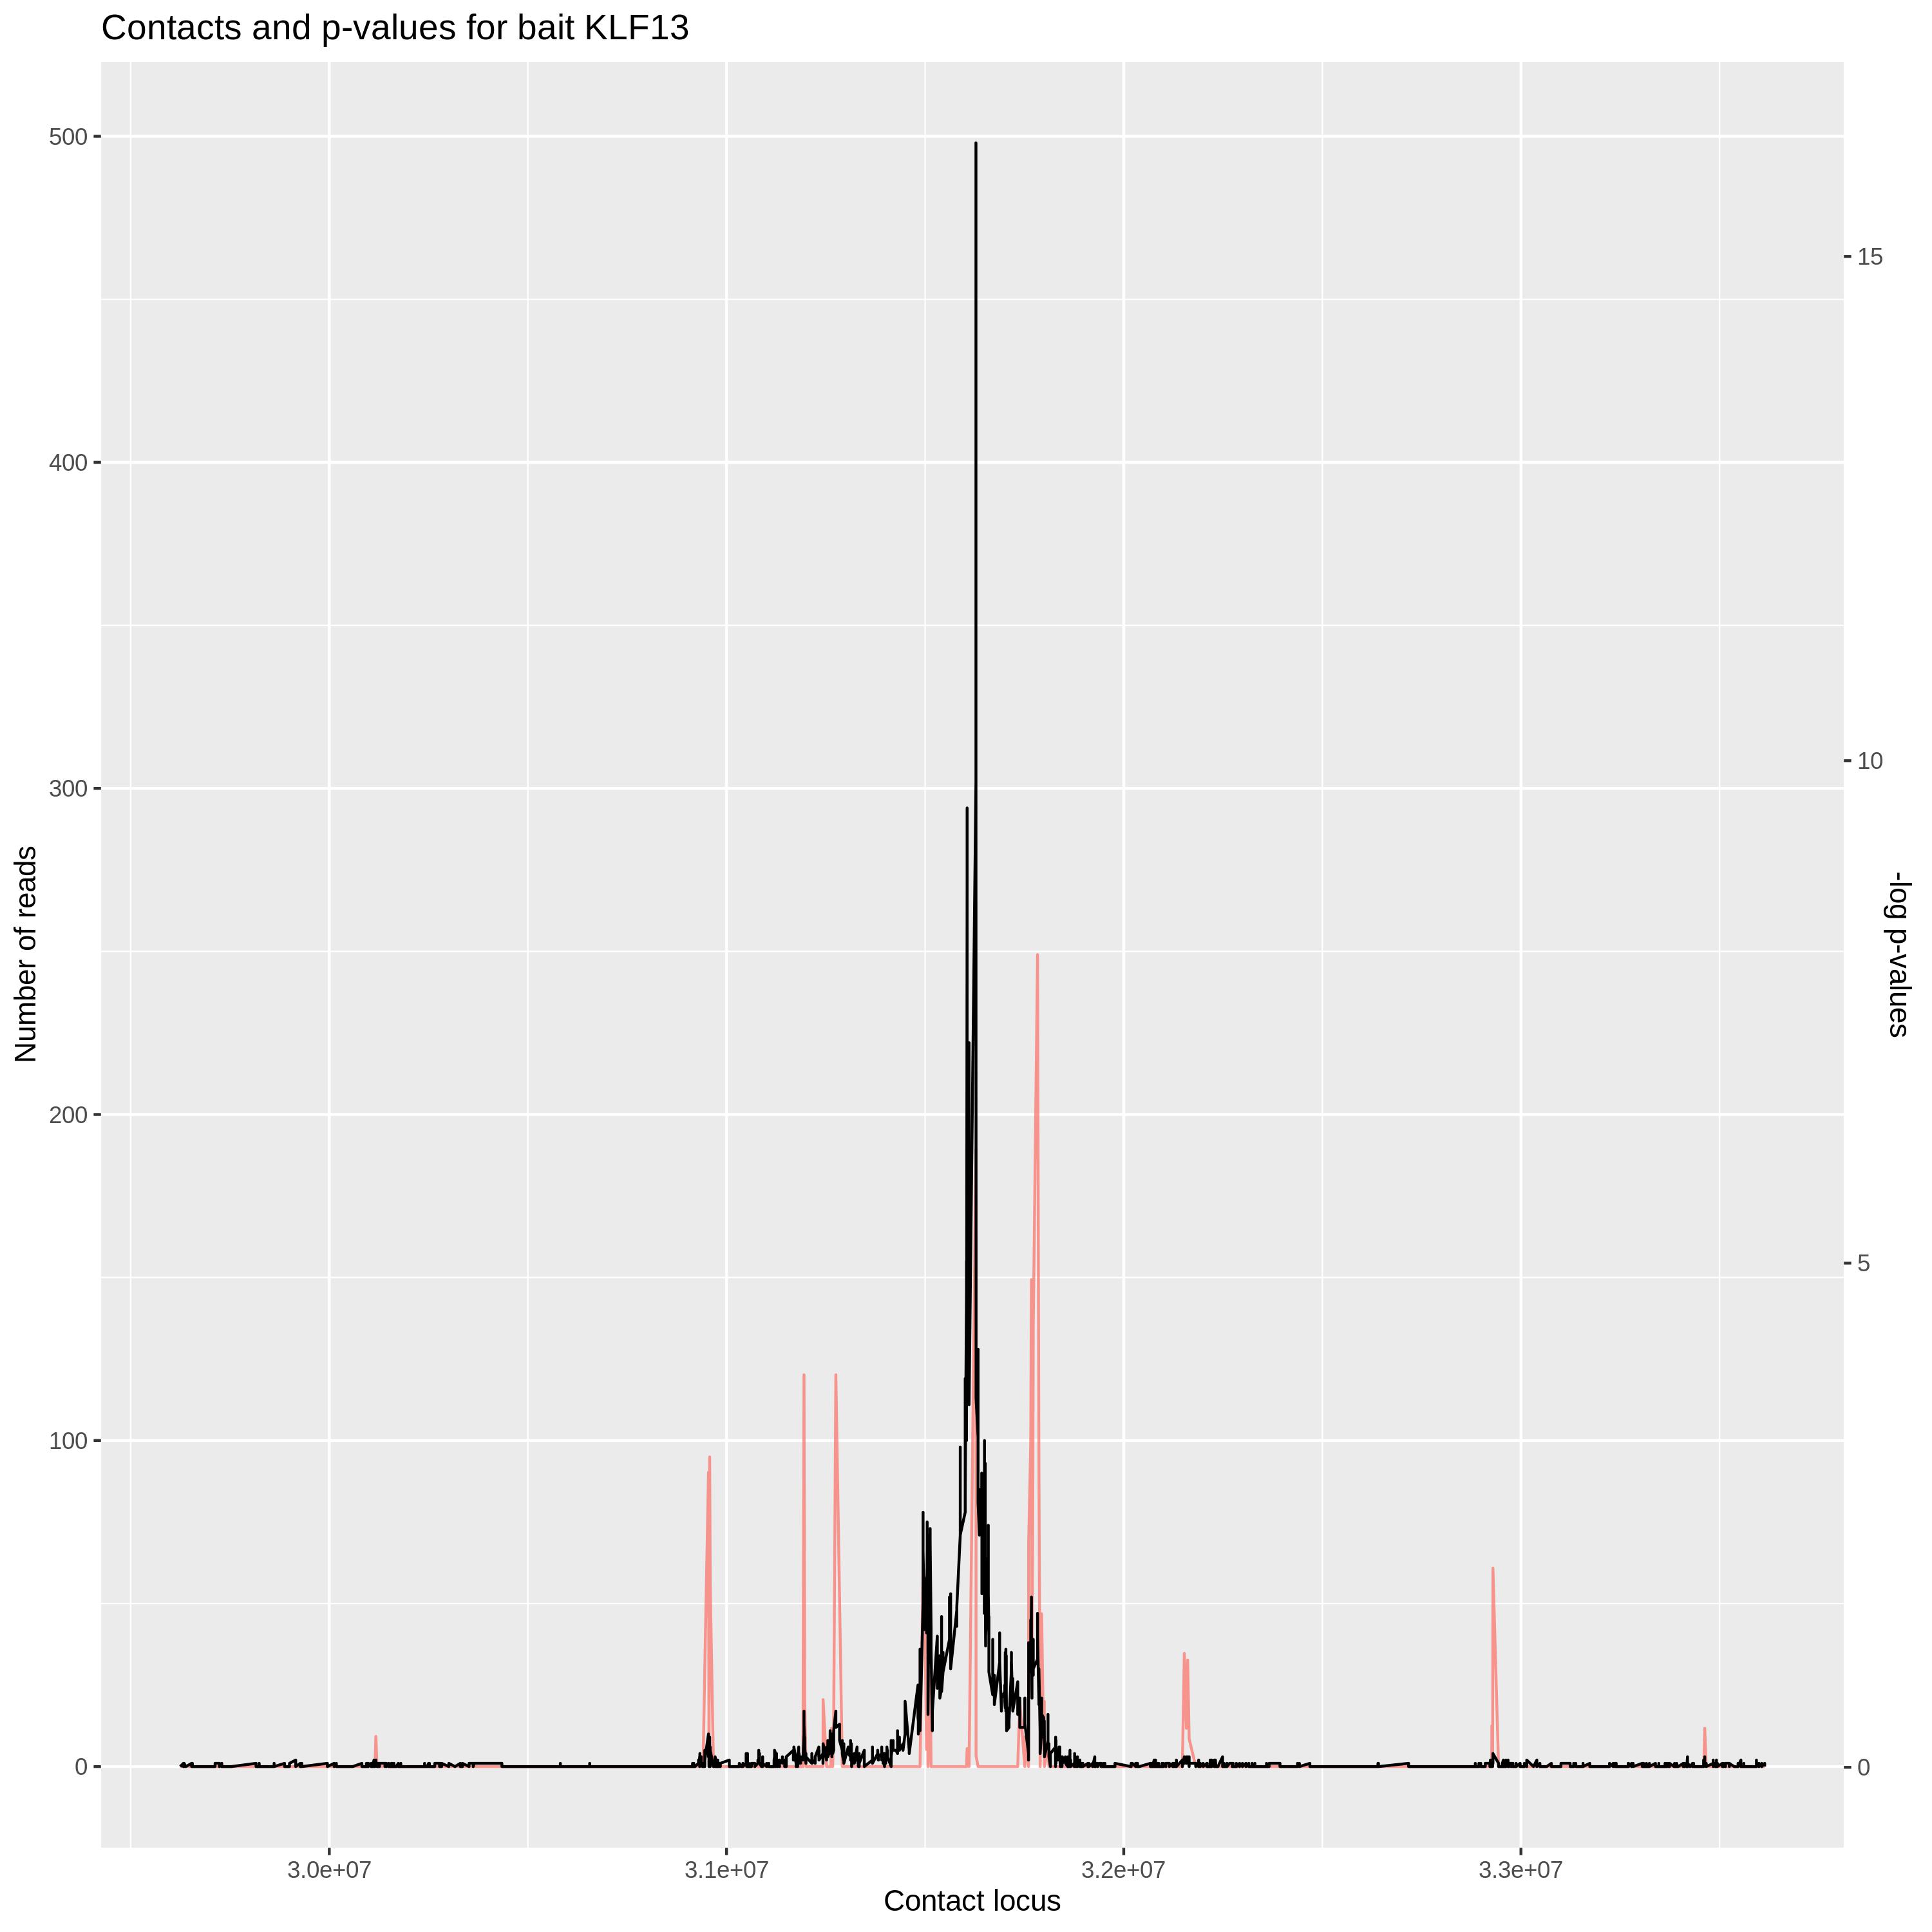 Contacts and p-values for bait KLF13
Number of reads
500
400
300
200
100
0
15
10
5
0
-log p-values
3.0e+07
3.1e+07
3.2e+07
3.3e+07
Contact locus